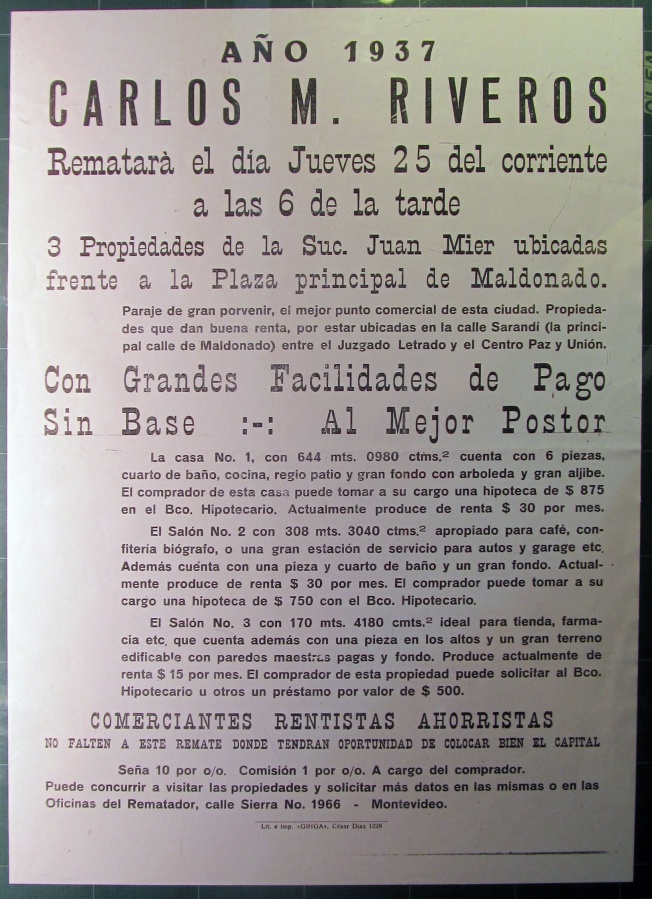 AÑO 1937
CARLOS M. RIVEROS
Rematarà el día Jueves 25 del corriente
a las 6 de la tarde
3 Propiedades de la Suc. Juan Mier ubicadas
frente a la Plaza principal de Maldonado.
Paraje de gran porvenir, el mejor punto comercial de esta ciudad. Propieda-
des que dan buena renta, por estar ubicadas en la calle Sarandí (la princi-
pal calle de Maldonado) entre el Juzgado Letrado y el Centro Paz y Unión.
Con Grandes Facilidades de Pago
Sin Base :-: Al Mejor Postor
La casa No. 1, con 644 mts. 0980 ctms.² cuenta con 6 piezas,
cuarto de baño, cocina, regio patio y gran fondo con arboleda y gran aljibe.
El comprador de esta casa puede tomar a su cargo una hipoteca de $ 875
en el Bco. Hipotecario. Actualmente produce de renta $ 30 por mes.
El Salón No. 2 con 308 mts. 3040 ctms.² apropiado para café, con-
fitería biógrafo, o una gran estación de servicio para autos y garage etc.
Además cuenta con una pieza y cuarto de baño y un gran fondo. Actual-
mente produce de renta $ 30 por mes. El comprador puede tomar a su
cargo una hipoteca de $ 750 con el Bco. Hipotecario.
El Salón No. 3 con 170 mts. 4180 cmts.² ideal para tienda, farma-
cia etc. que cuenta además con una pieza en los altos y un gran terreno
edificable con paredes maestras pagas y fondo. Produce actualmente de
renta $ 15 por mes. El comprador de esta propiedad puede solicitar al Bco.
Hipotecario u otros un préstamo por valor de $ 500.
COMERCIANTES RENTISTAS AHORRISTAS
NO FALTEN A ESTE REMATE DONDE TENDRAN OPORTUNIDAD DE COLOCAR BIEN EL CAPITAL
Seña 10 por o/o. Comisión 1 por o/o. A cargo del comprador.
Puede concurrir a visitar las propiedades y solicitar más datos en las mismas o en las
Oficinas del Rematador, calle Sierra No. 1966 - Montevideo.
Lit. e Imp. César Díaz 1228